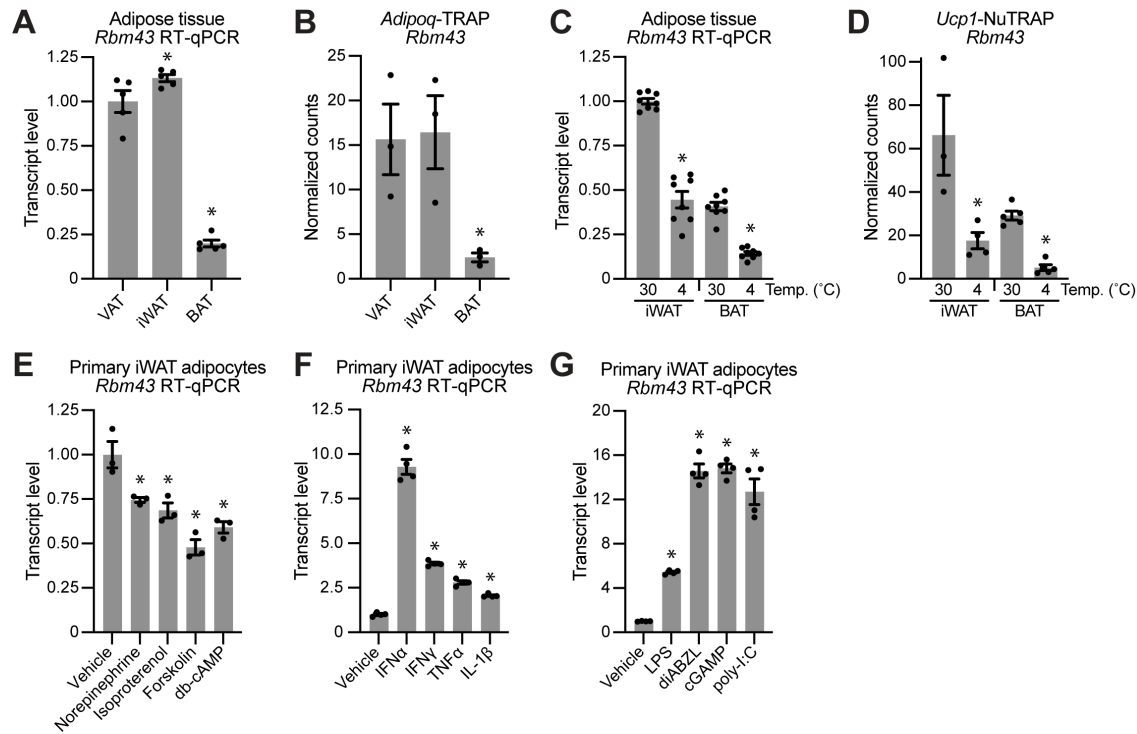 A
Adipose tissue
Rbm43 RT-qPCR
Transcript level
1.25
1.00
0.75
0.50
0.25
0
*
*
VAT
iWAT
BAT
B
Adipoq-TRAP
Rbm43
Normalized counts
25
20
15
10
5
0
*
VAT
iWAT
BAT
C
Adipose tissue
Rbm43 RT-qPCR
Transcript level
1.25
1.00
0.75
0.50
0.25
0
*
*
30 4 30 4 Temp. (˚C)
iWAT BAT
D
Ucp1-NuTRAP
Rbm43
Normalized counts
100
80
60
40
20
0
*
*
30 4 30 4 Temp. (˚C)
iWAT BAT
E
Primary iWAT adipocytes
Rbm43 RT-qPCR
Transcript level
1.25
1.00
0.75
0.50
0.25
0
*
*
*
*
Vehicle
Norepinephrine
Isoproterenol
Forskolin
db-cAMP
F
Primary iWAT adipocytes
Rbm43 RT-qPCR
Transcript level
12.5
10.0
7.5
5.0
2.5
0
*
*
*
*
Vehicle
IFNα
IFNγ
TNFα
IL-1β
G
Primary iWAT adipocytes
Rbm43 RT-qPCR
Transcript level
20
16
12
8
4
0
*
*
*
*
Vehicle
LPS
diABZL
cGAMP
poly-I:C